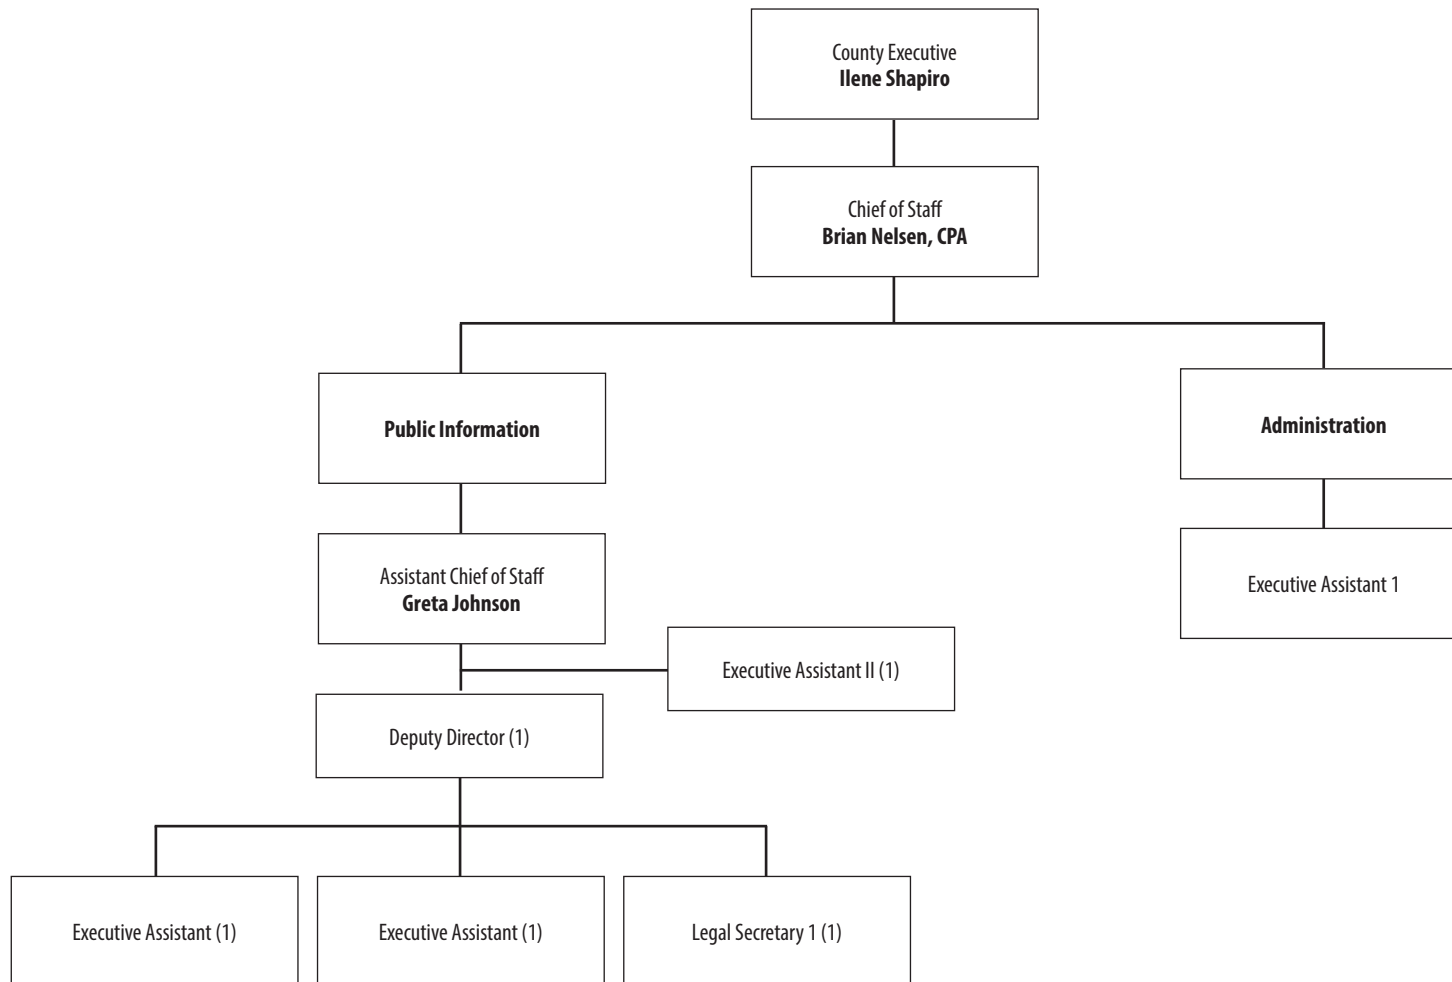 County Executive
Ilene Shapiro
Chief of Staff
Brian Nelsen, CPA
Public Information
Administration
Assistant Chief of Staff
Greta Johnson
Executive Assistant 1
Executive Assistant II (1)
Deputy Director (1)
Executive Assistant (1)
Executive Assistant (1)
Legal Secretary 1 (1)